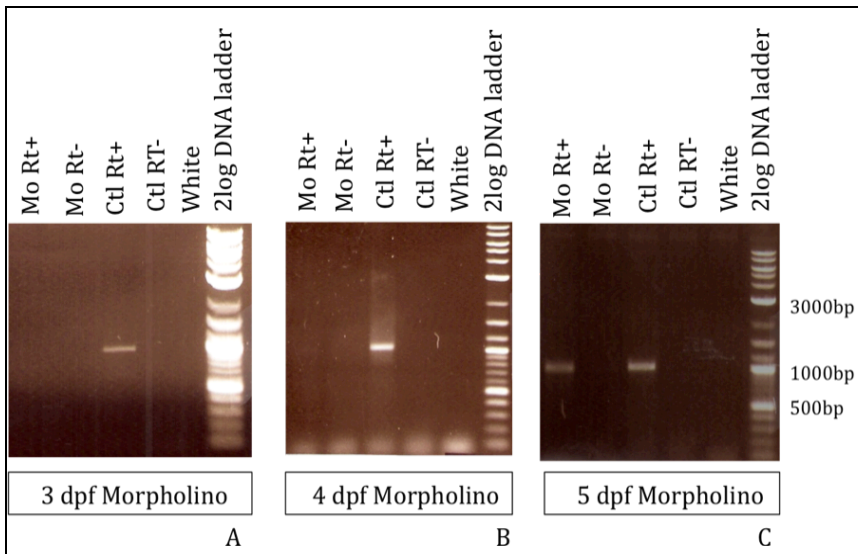 Mo Rt+
Mo Rt-
Ctl Rt+
Ctl RT-
White
2log DNA ladder
Mo Rt+
Mo Rt-
Ctl Rt+
Ctl RT-
White
2log DNA ladder
Mo Rt+
Mo Rt-
Ctl Rt+
Ctl RT-
White
2log DNA ladder
3000bp
1000bp
500bp
3 dpf Morpholino
4 dpf Morpholino
5 dpf Morpholino
A
B
C